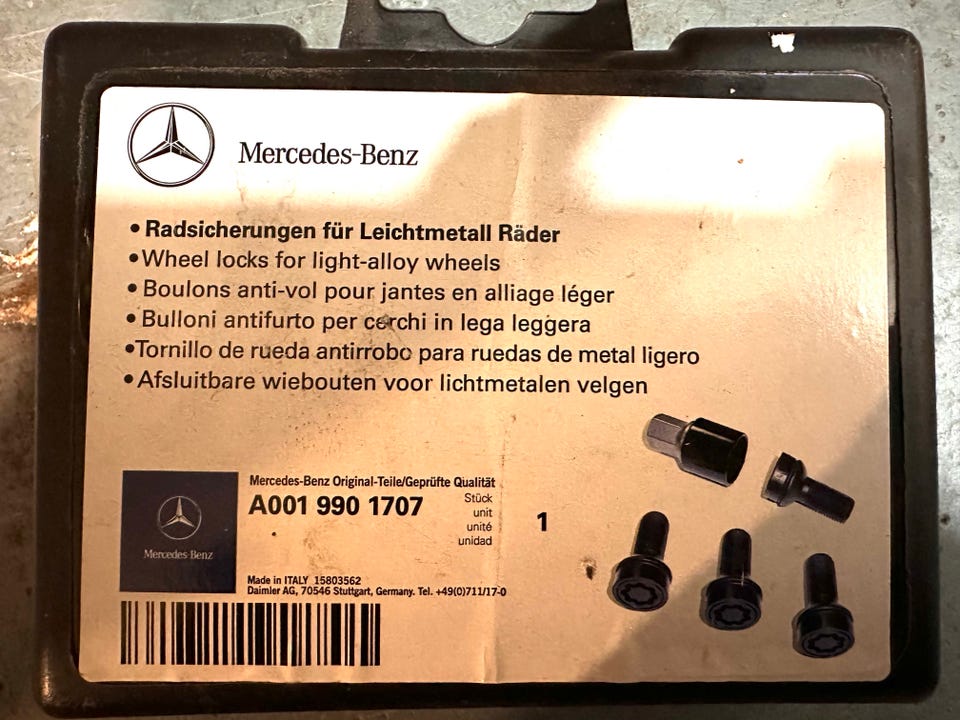 Mercedes-Benz
• Radsicherungen für Leichtmetall Räder
• Wheel locks for light-alloy wheels
• Boulons anti-vol pour jantes en alliage léger
• Bulloni antifurto per cerchi in lega leggera
• Tornillo de rueda antirrobo para ruedas de metal ligero
• Afsluitbare wiebouten voor lichtmetalen velgen
Mercedes-Benz
Mercedes-Benz Original-Teile/Geprüfte Qualität
A001 990 1707
Stück
unit
unité
unidad
1
Made in ITALY 15803562
Daimler AG, 70546 Stuttgart, Germany. Tel. +49(0)711/17-0